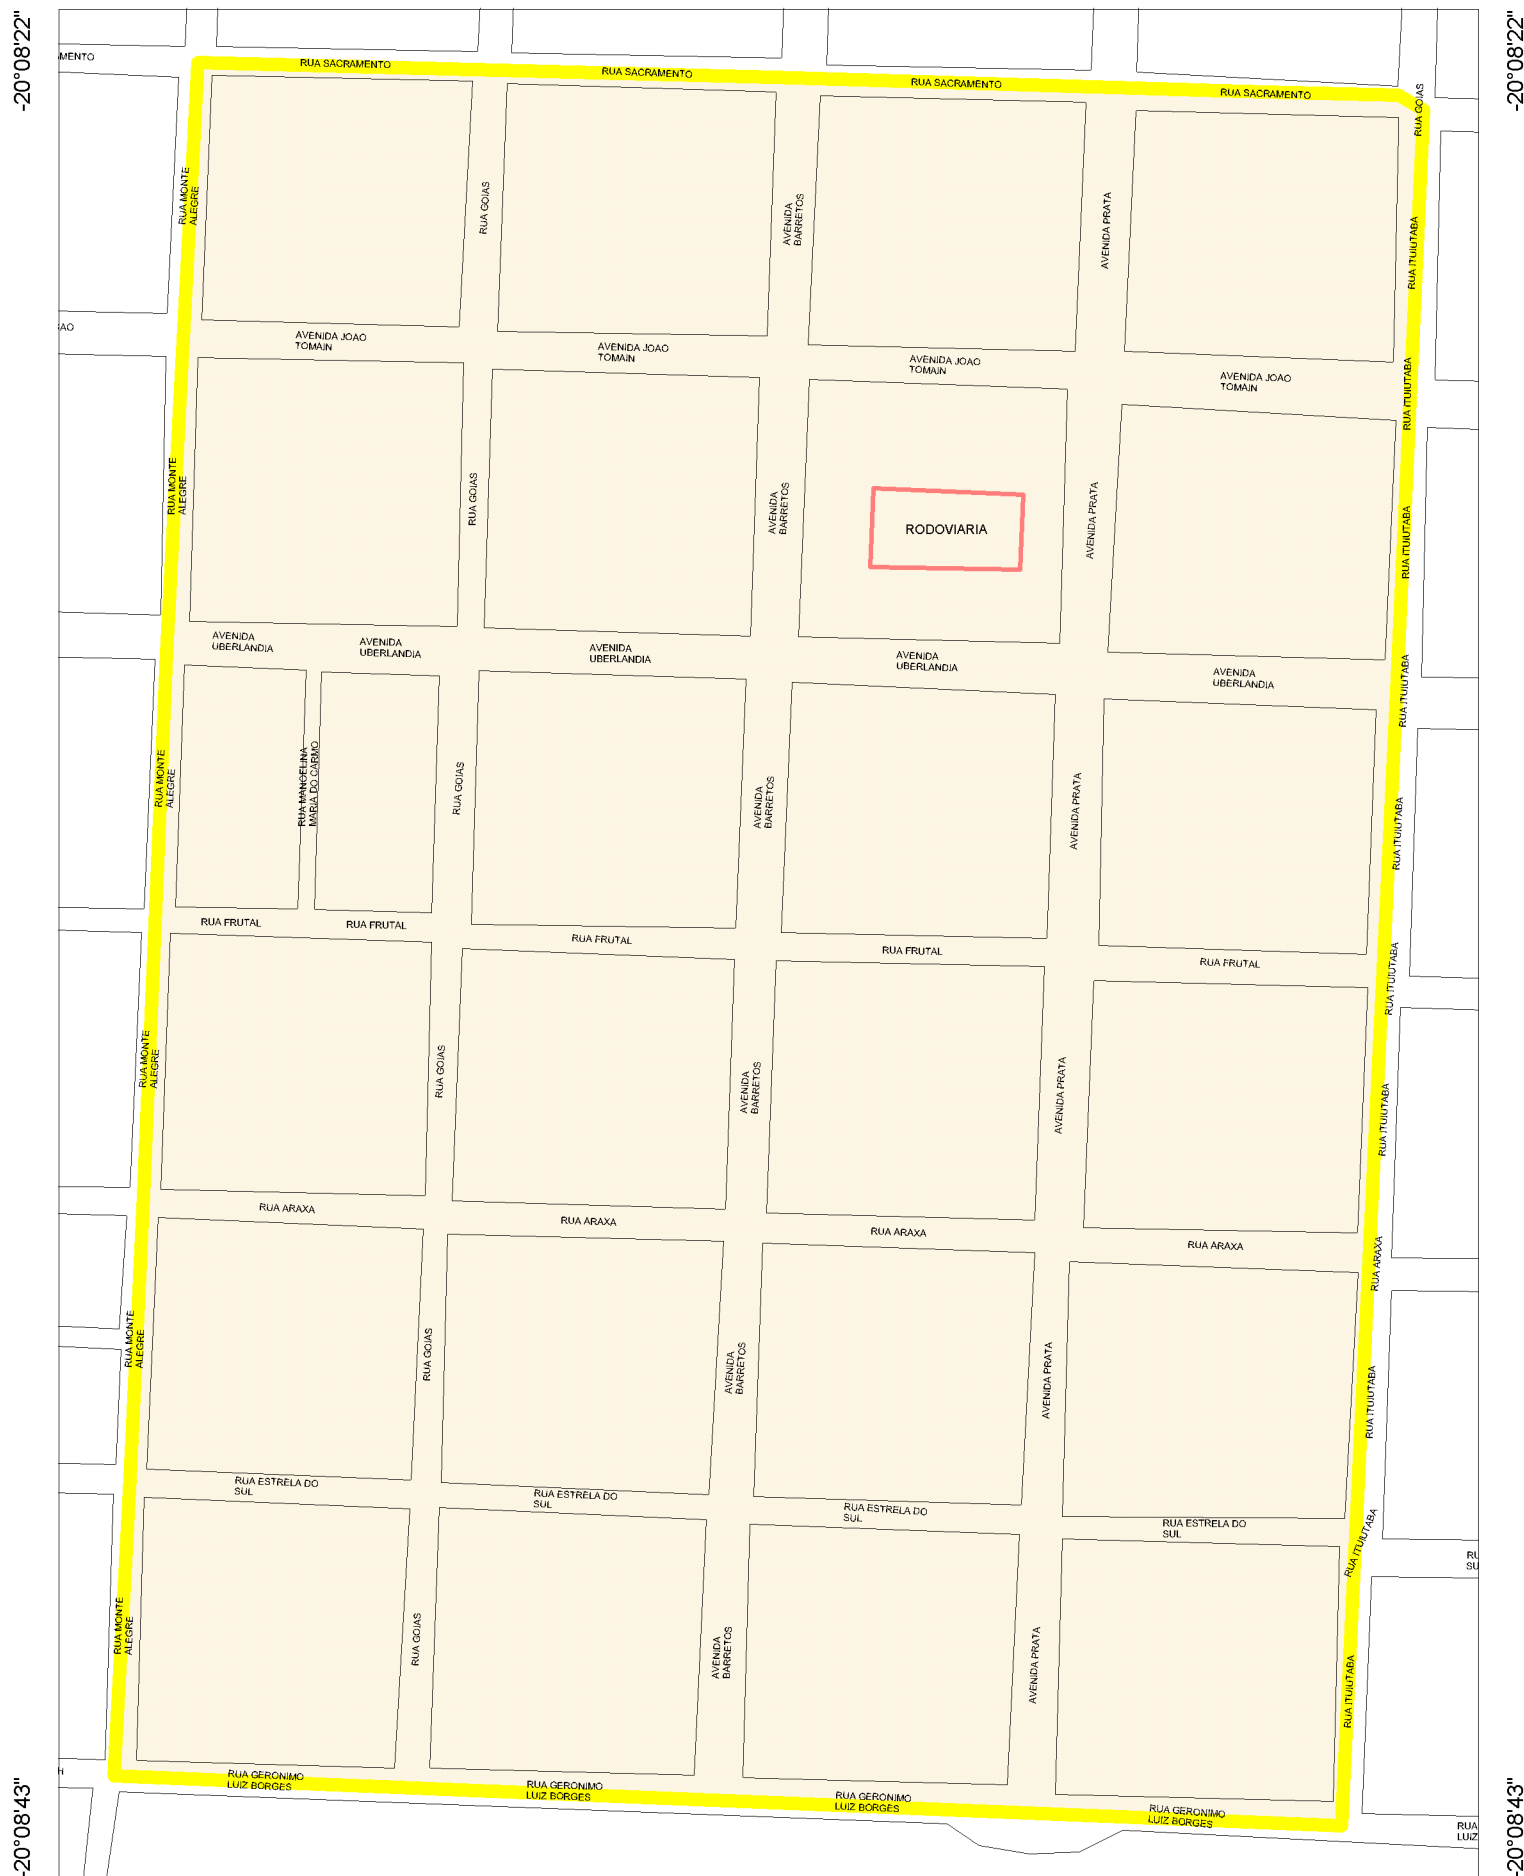 -20°08'22"
-20°08'22"
MENTO
RUA SACRAMENTO
RUA SACRAMENTO
RUA SACRAMENTO
RUA SACRAMENTO
RUA GOIAS
RUA MONTE
ALEGRE
RUA GOIAS
AVENIDA
BARRETOS
AVENIDA PRATA
RUA ITUIUTABA
AO
AVENIDA JOAO
TOMAIN
AVENIDA JOAO
TOMAIN
AVENIDA JOAO
TOMAIN
AVENIDA JOAO
TOMAIN
RUA ITUIUTABA
RUA MONTE
ALEGRE
RUA GOIAS
AVENIDA
BARRETOS
RODOVIARIA
AVENIDA PRATA
RUA ITUIUTABA
AVENIDA
UBERLANDIA
AVENIDA
UBERLANDIA
AVENIDA
UBERLANDIA
AVENIDA
UBERLANDIA
AVENIDA
UBERLANDIA
RUA ITUIUTABA
RUA MONTE
ALEGRE
RUA MANOELINA
MARIA DO CARMO
RUA GOIAS
AVENIDA
BARRETOS
AVENIDA PRATA
RUA ITUIUTABA
RUA FRUTAL
RUA FRUTAL
RUA FRUTAL
RUA FRUTAL
RUA FRUTAL
RUA ITUIUTABA
RUA MONTE
ALEGRE
RUA GOIAS
AVENIDA
BARRETOS
AVENIDA PRATA
RUA ITUIUTABA
RUA ARAXA
RUA ARAXA
RUA ARAXA
RUA ARAXA
RUA ARAXA
RUA MONTE
ALEGRE
RUA GOIAS
AVENIDA
BARRETOS
AVENIDA PRATA
RUA ITUIUTABA
RUA ESTRELA DO
SUL
RUA ESTRELA DO
SUL
RUA ESTRELA DO
SUL
RUA ESTRELA DO
SUL
RUA ITUIUTABA
RU
SU
RUA MONTE
ALEGRE
RUA GOIAS
AVENIDA
BARRETOS
AVENIDA PRATA
RUA ITUIUTABA
H
RUA GERONIMO
LUIZ BORGES
RUA GERONIMO
LUIZ BORGES
RUA GERONIMO
LUIZ BORGES
RUA GERONIMO
LUIZ BORGES
RUA
LUIZ
-20°08'43"
-20°08'43"